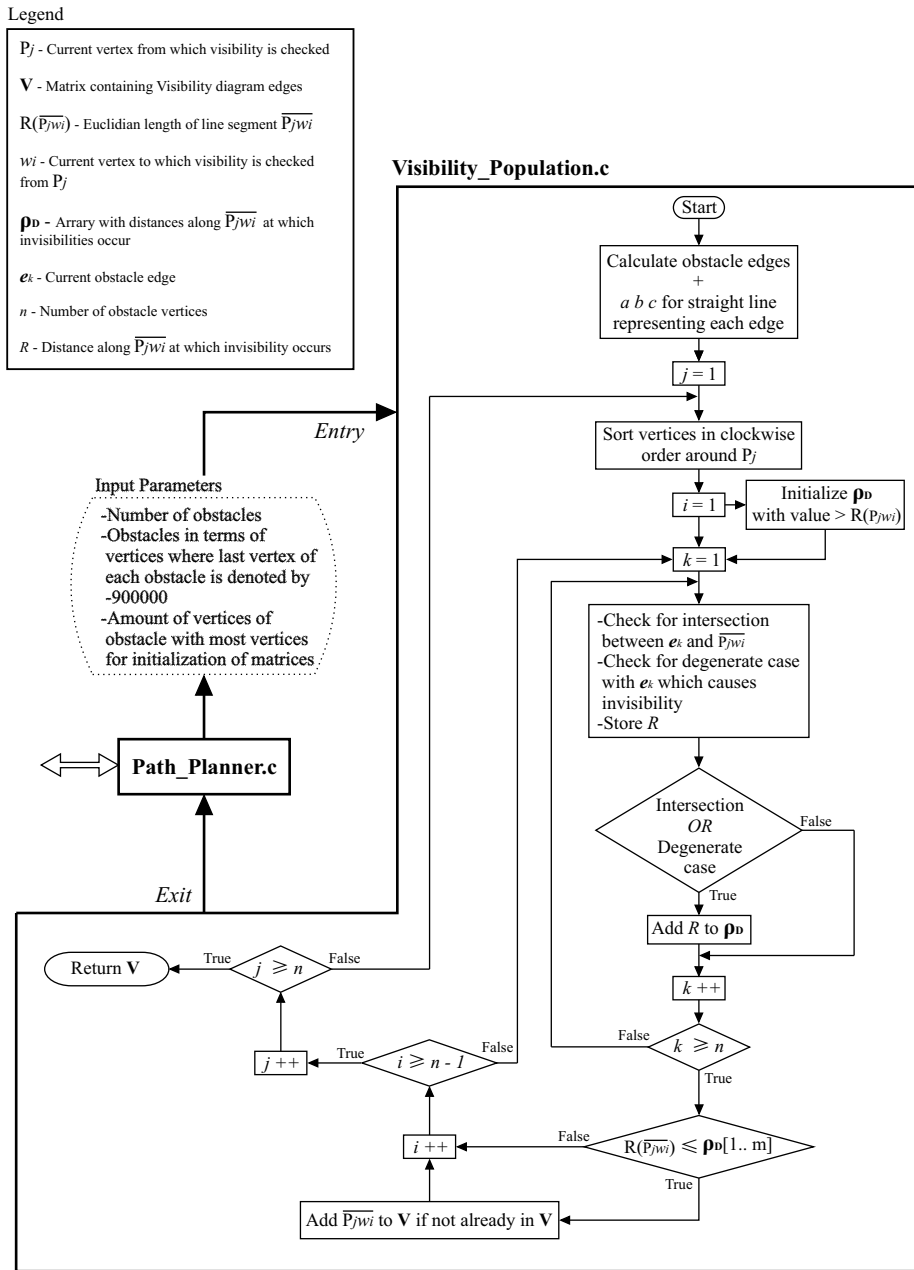 Legend
Pj - Current vertex from which visibility is checked
V - Matrix containing Visibility diagram edges
R(P̅j̅w̅i̅) - Euclidian length of line segment P̅j̅w̅i̅
wi - Current vertex to which visibility is checked
from Pj
ρD - Arrary with distances along P̅j̅w̅i̅ at which
invisibilities occur
ek - Current obstacle edge
n - Number of obstacle vertices
R - Distance along P̅j̅w̅i̅ at which invisibility occurs
Visibility_Population.c
Start
Calculate obstacle edges
+
a b c for straight line
representing each edge
j = 1
Entry
Sort vertices in clockwise
order around Pj
Input Parameters
-Number of obstacles
-Obstacles in terms of
vertices where last vertex of
each obstacle is denoted by
-900000
-Amount of vertices of
obstacle with most vertices
for initialization of matrices
i = 1
Initialize ρD
with value > R(Pjwi)
k = 1
-Check for intersection
between ek and P̅j̅w̅i̅
-Check for degenerate case
with ek which causes
invisibility
-Store R
Path_Planner.c
Intersection
OR
Degenerate
case
False
True
Exit
Add R to ρD
Return V
True
j ⩾ n
False
k ++
False
k ⩾ n
True
j ++
True
i ⩾ n - 1
False
i ++
False
R(P̅j̅w̅i̅) ⩽ ρD[1.. m]
True
Add P̅j̅w̅i̅ to V if not already in V